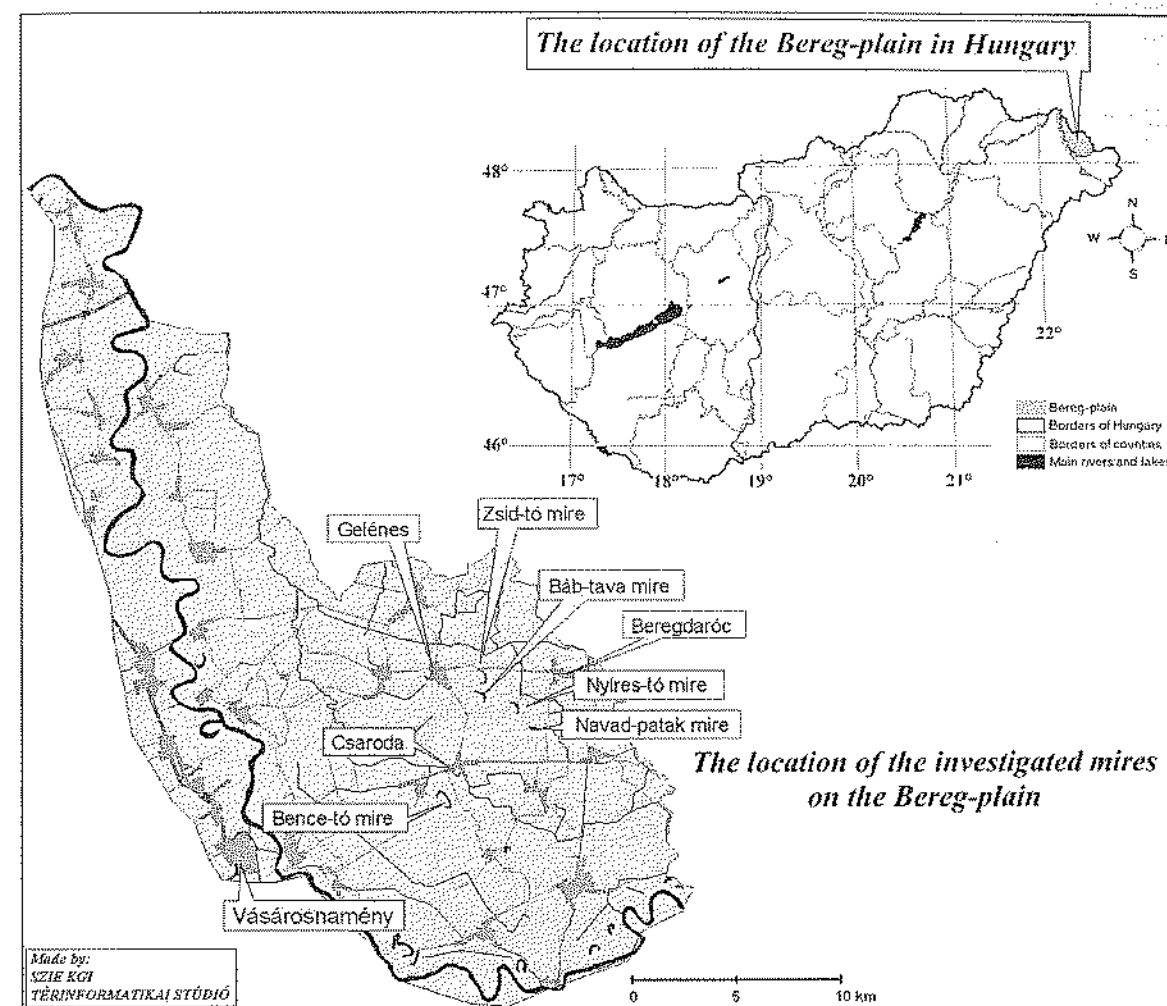 The location of the Bereg-plain in Hungary
48°
47°
46°
17°
18°
19°
20°
21°
22°
N
W
E
S
Bereg-plain
Borders of Hungary
Borders of counties
Main rivers and lakes
Zsid-tó mire
Gelénes
Báb-tava mire
Beregdaróc
Nyíres-tó mire
Navad-patak mire
Csaroda
Bence-tó mire
Vásárosnamény
The location of the investigated mires
on the Bereg-plain
Made by:
SZIE KGI
TÉRINFORMATIKAI STÚDIÓ
0 5 10 km